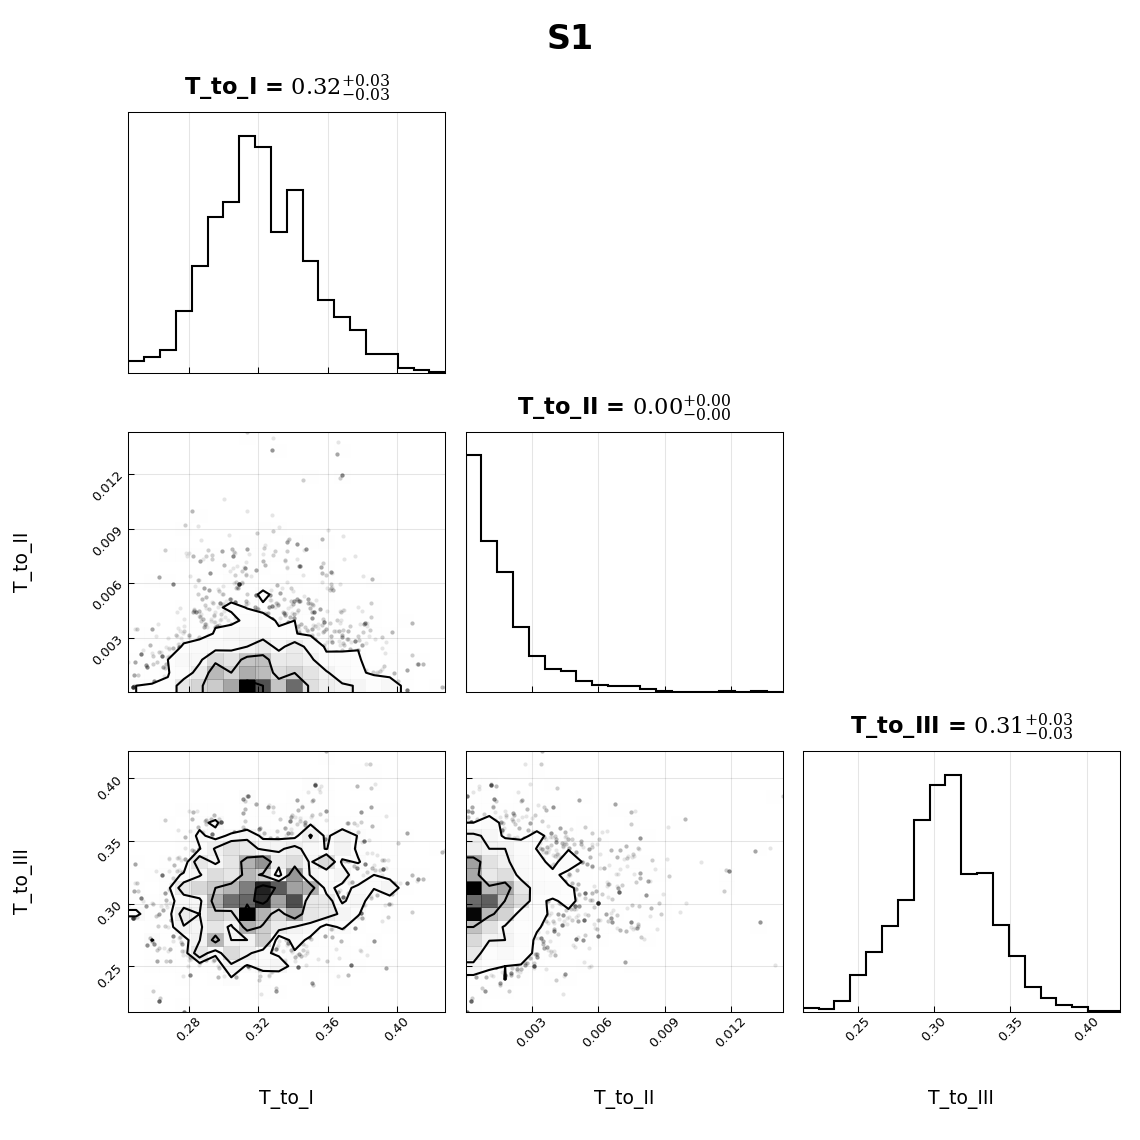 S1
T_to_I = 0.32 +0.03 −0.03
T_to_II = 0.00 +0.00 −0.00
T_to_II
0.012
0.009
0.006
0.003
T_to_III = 0.31 +0.03 −0.03
T_to_III
0.40
0.35
0.30
0.25
0.28 0.32 0.36 0.40
0.003 0.006 0.009 0.012
0.25 0.30 0.35 0.40
T_to_I
T_to_II
T_to_III